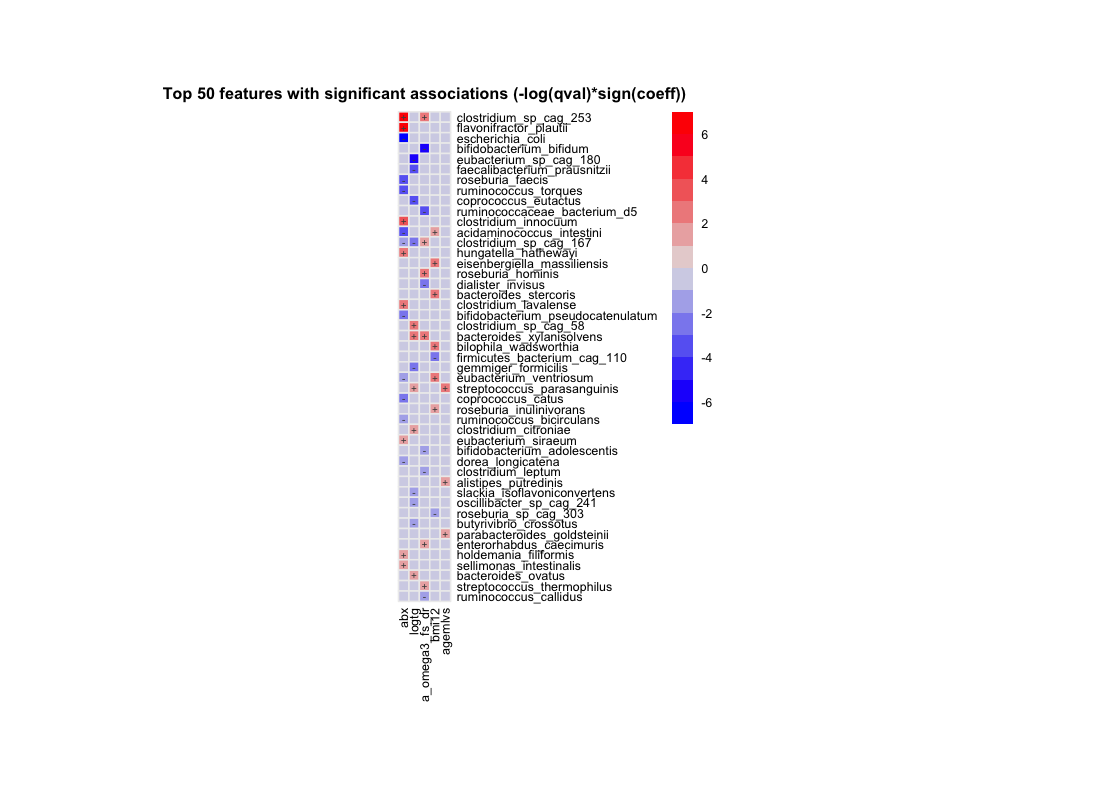 Top 50 features with significant associations (-log(qval)*sign(coeff))
clostridium_sp_cag_253
flavonifractor_plautii
escherichia_coli
bifidobacterium_bifidum
eubacterium_sp_cag_180
faecalibacterium_prausnitzii
roseburia_faecis
ruminococcus_torques
coprococcus_eutactus
ruminococcaceae_bacterium_d5
clostridium_innocuum
acidaminococcus_intestini
clostridium_sp_cag_167
hungatella_hathewayi
eisenbergiella_massiliensis
roseburia_hominis
dialister_invisus
bacteroides_stercoris
clostridium_lavalense
bifidobacterium_pseudocatenulatum
clostridium_sp_cag_58
bacteroides_xylanisolvens
bilophila_wadsworthia
firmicutes_bacterium_cag_110
gemmiger_formicilis
eubacterium_ventriosum
streptococcus_parasanguinis
coprococcus_catus
roseburia_inulinivorans
ruminococcus_bicirculans
clostridium_citroniae
eubacterium_siraeum
bifidobacterium_adolescentis
dorea_longicatena
clostridium_leptum
alistipes_putredinis
slackia_isoflavoniconvertens
oscillibacter_sp_cag_241
roseburia_sp_cag_303
butyrivibrio_crossotus
parabacteroides_goldsteinii
enterorhabdus_caecimuris
holdemania_filiformis
sellimonas_intestinalis
bacteroides_ovatus
streptococcus_thermophilus
ruminococcus_callidus
6
4
2
0
-2
-4
-6
abx
logtg
a_omega3_fs_dr
bmi12
agemlvs